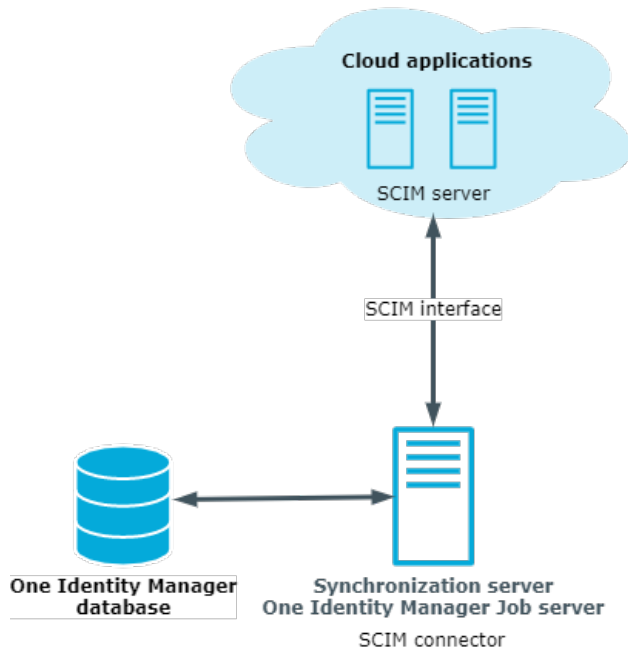 Cloud applications
SCIM server
SCIM interface
One Identity Manager
database
Synchronization server
One Identity Manager Job server
SCIM connector